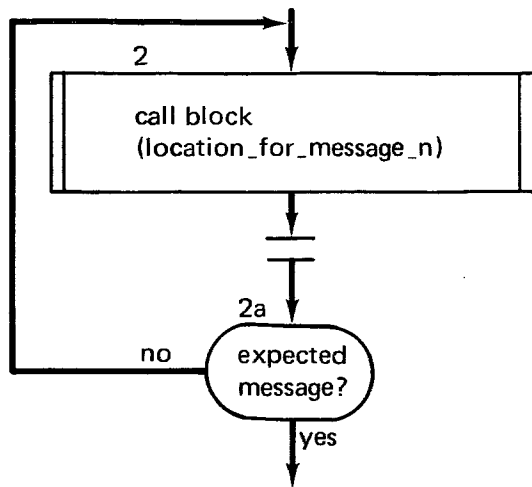 2
call block
(location_for_message_n)
2a
no
expected
message?
yes